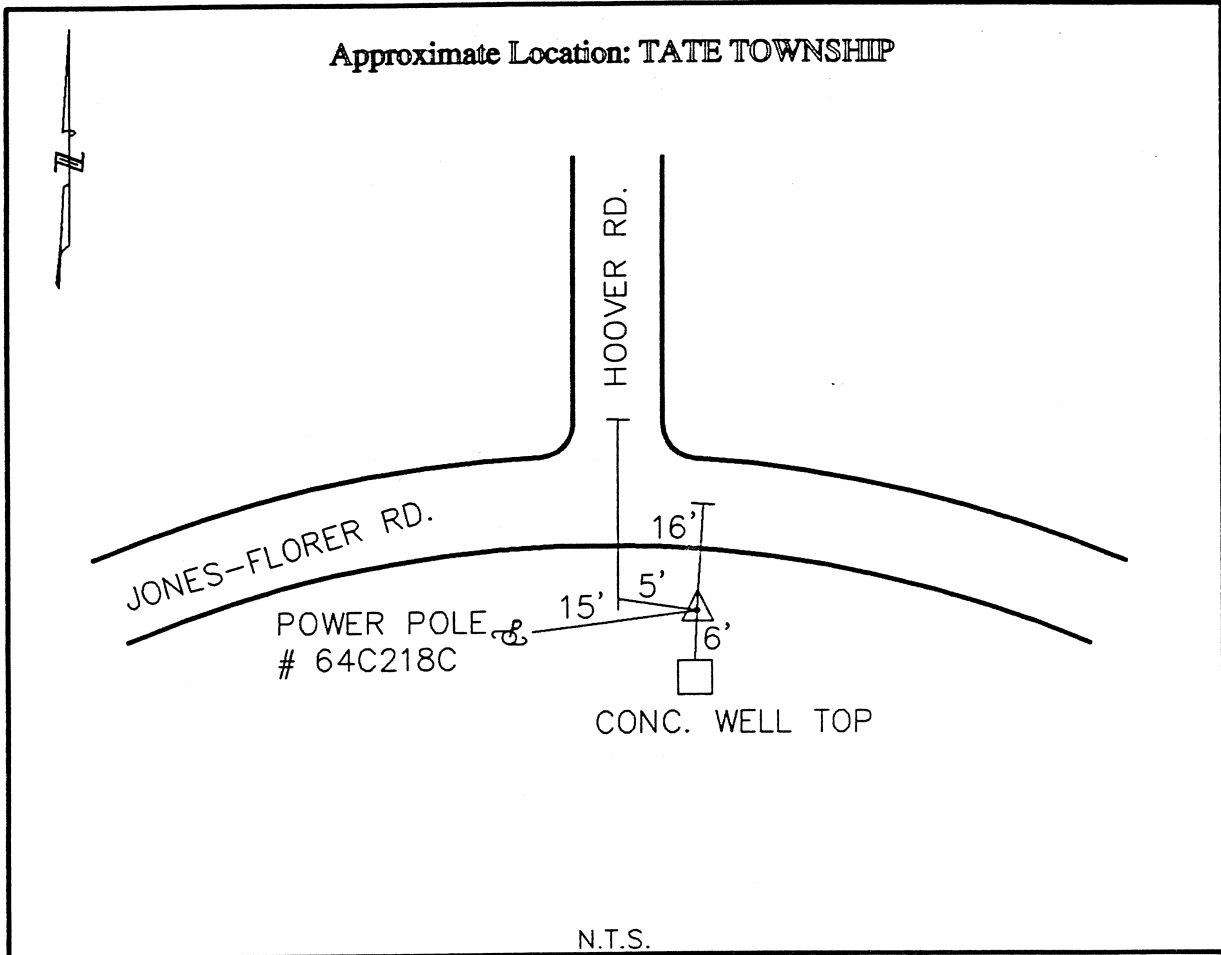 Approximate Location: TATE TOWNSHIP
N
HOOVER RD.
JONES-FLORER RD.
16'
5'
15'
6'
POWER POLE
# 64C218C
CONC. WELL TOP
N.T.S.